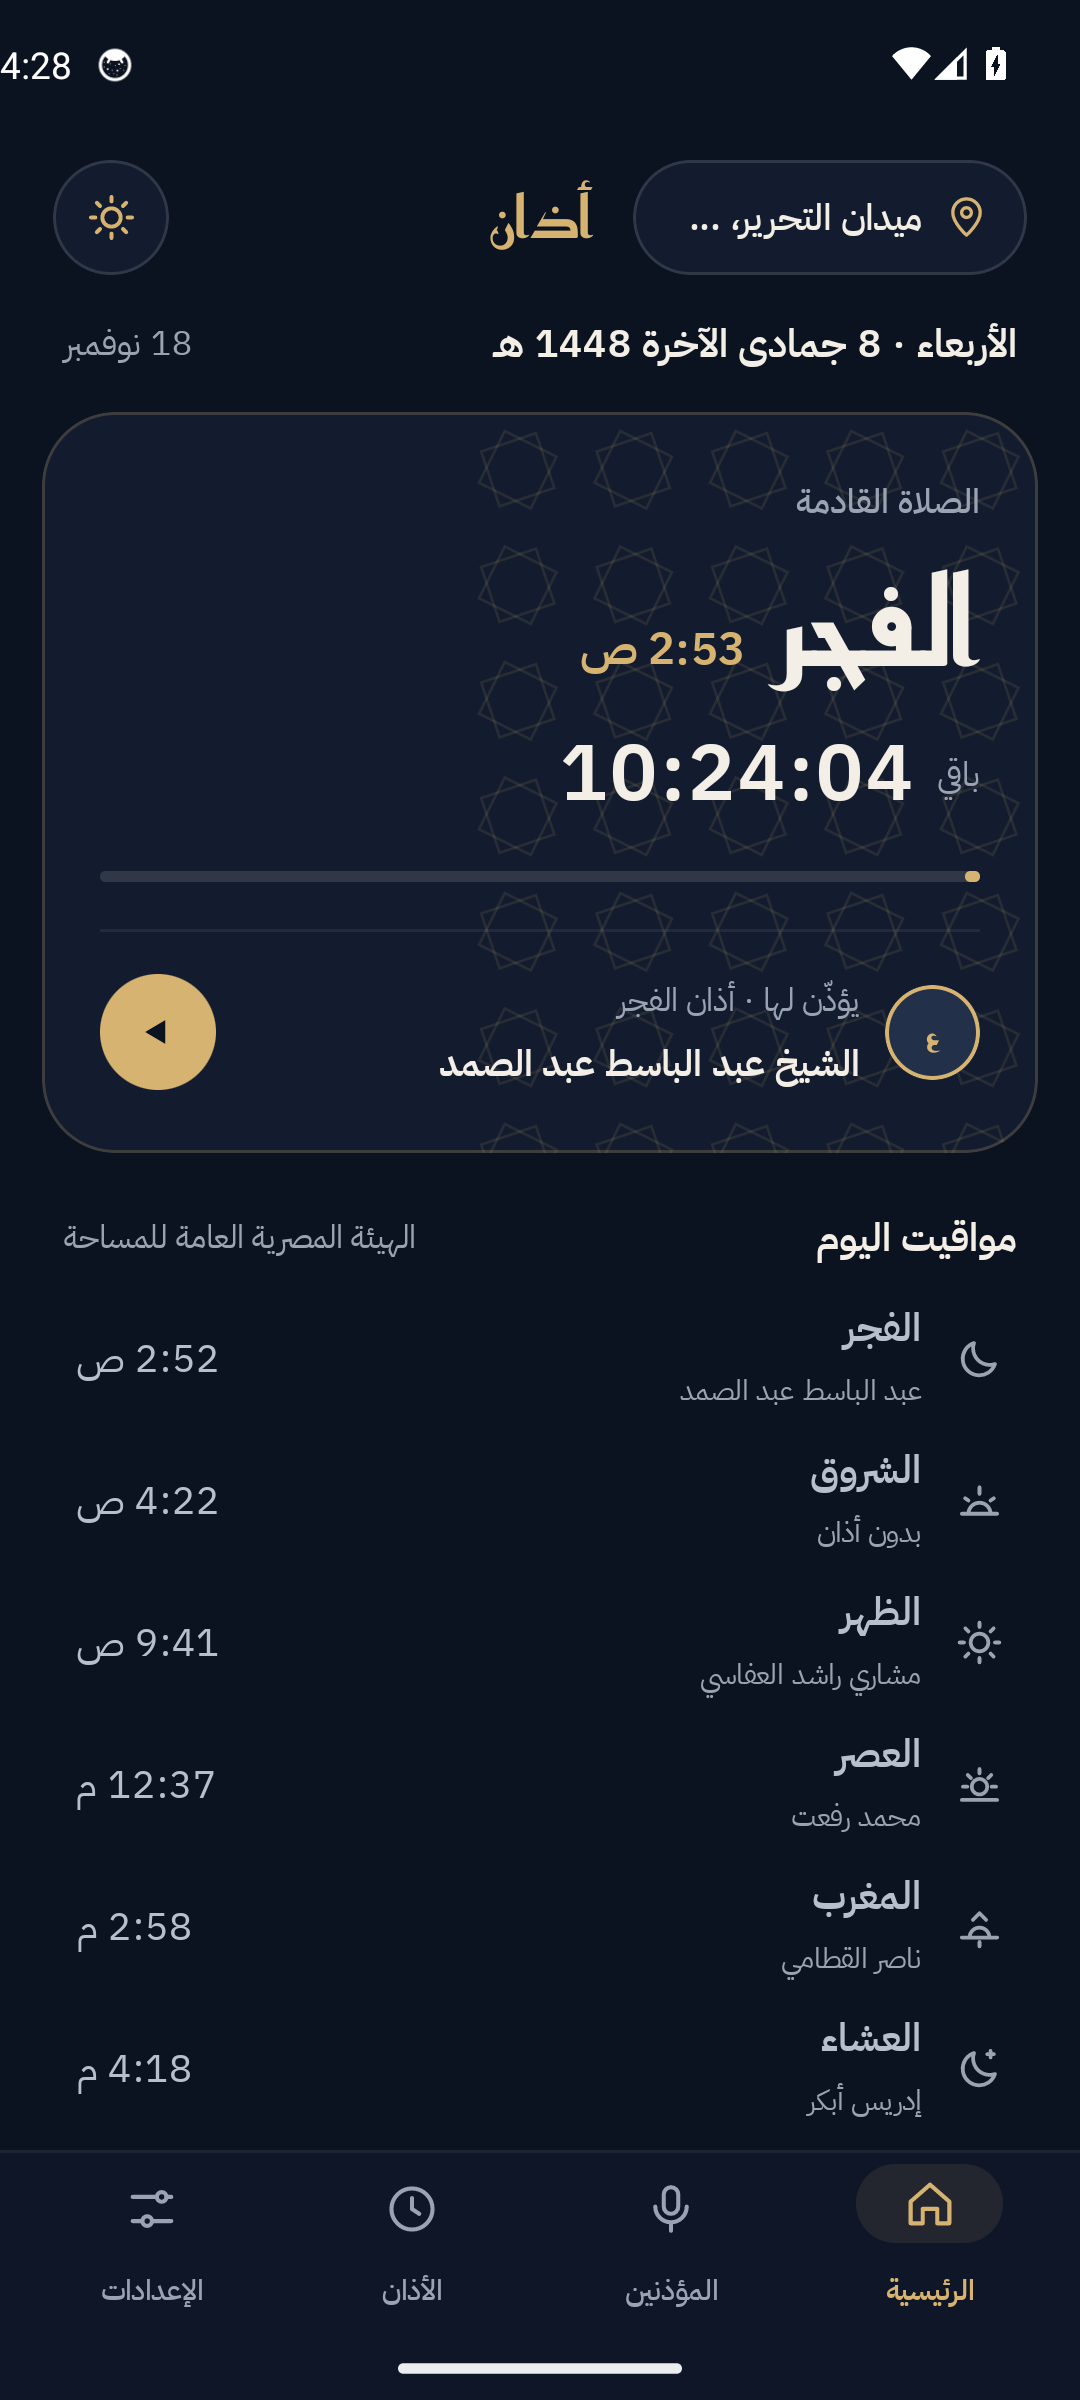 4:28
ميدان التحرير، ...
أذان
الأربعاء · 8 جمادى الآخرة 1448 هـ
18 نوفمبر
الصلاة القادمة
الفجر 2:53 ص
باقي 10:24:04
ع
يؤذّن لها · أذان الفجر
الشيخ عبد الباسط عبد الصمد
مواقيت اليوم
الهيئة المصرية العامة للمساحة
الفجر
عبد الباسط عبد الصمد
2:52 ص
الشروق
بدون أذان
4:22 ص
الظهر
مشاري راشد العفاسي
9:41 ص
العصر
محمد رفعت
12:37 م
المغرب
ناصر القطامي
2:58 م
العشاء
إدريس أبكر
4:18 م
الرئيسية
المؤذنين
الأذان
الإعدادات